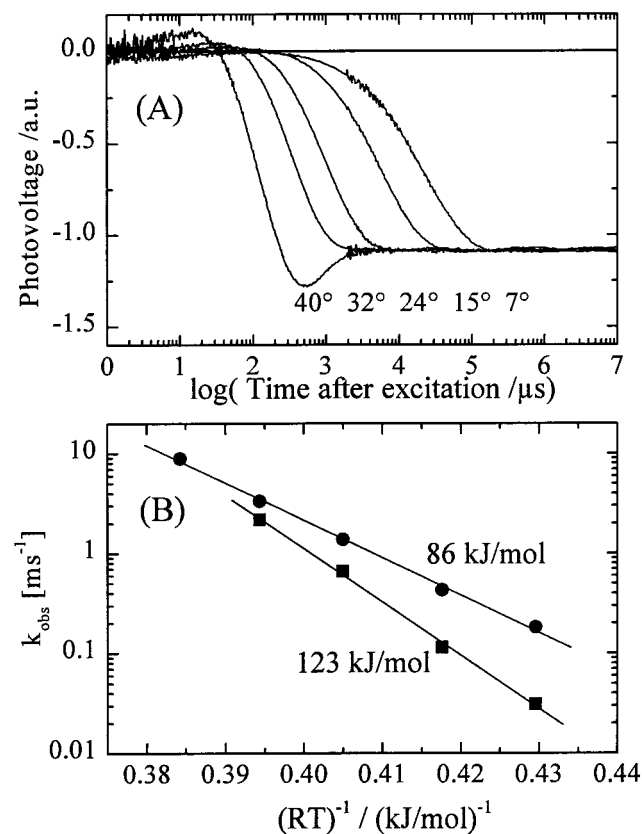 0.0
-0.5
-1.0
-1.5
Photovoltage /a.u.
(A)
40° 32° 24° 15° 7°
0 1 2 3 4 5 6 7
log( Time after excitation /µs)
10
1
0.1
0.01
k_obs [ms⁻¹]
(B)
86 kJ/mol
123 kJ/mol
0.38 0.39 0.40 0.41 0.42 0.43 0.44
(RT)⁻¹ / (kJ/mol)⁻¹